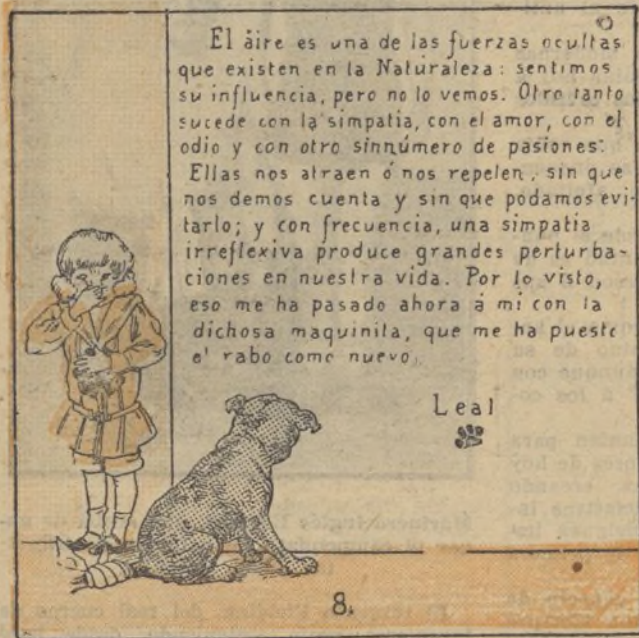 El áire es una de las fuerzas ocultas
que existen en la Naturaleza: sentimos
su influencia, pero no lo vemos. Otro tanto
sucede con la simpatia, con el amor, con el
odio y con otro sinnúmero de pasiones.
Ellas nos atraen ó nos repelen, sin que
nos demos cuenta y sin que podamos evi-
tarlo; y con frecuencia, una simpatia
irreflexiva produce grandes perturba-
ciones en nuestra vida. Por lo visto,
eso me ha pasado ahora á mi con la
dichosa maquinita, que me ha puesto
el rabo como nuevo.
Leal
8.